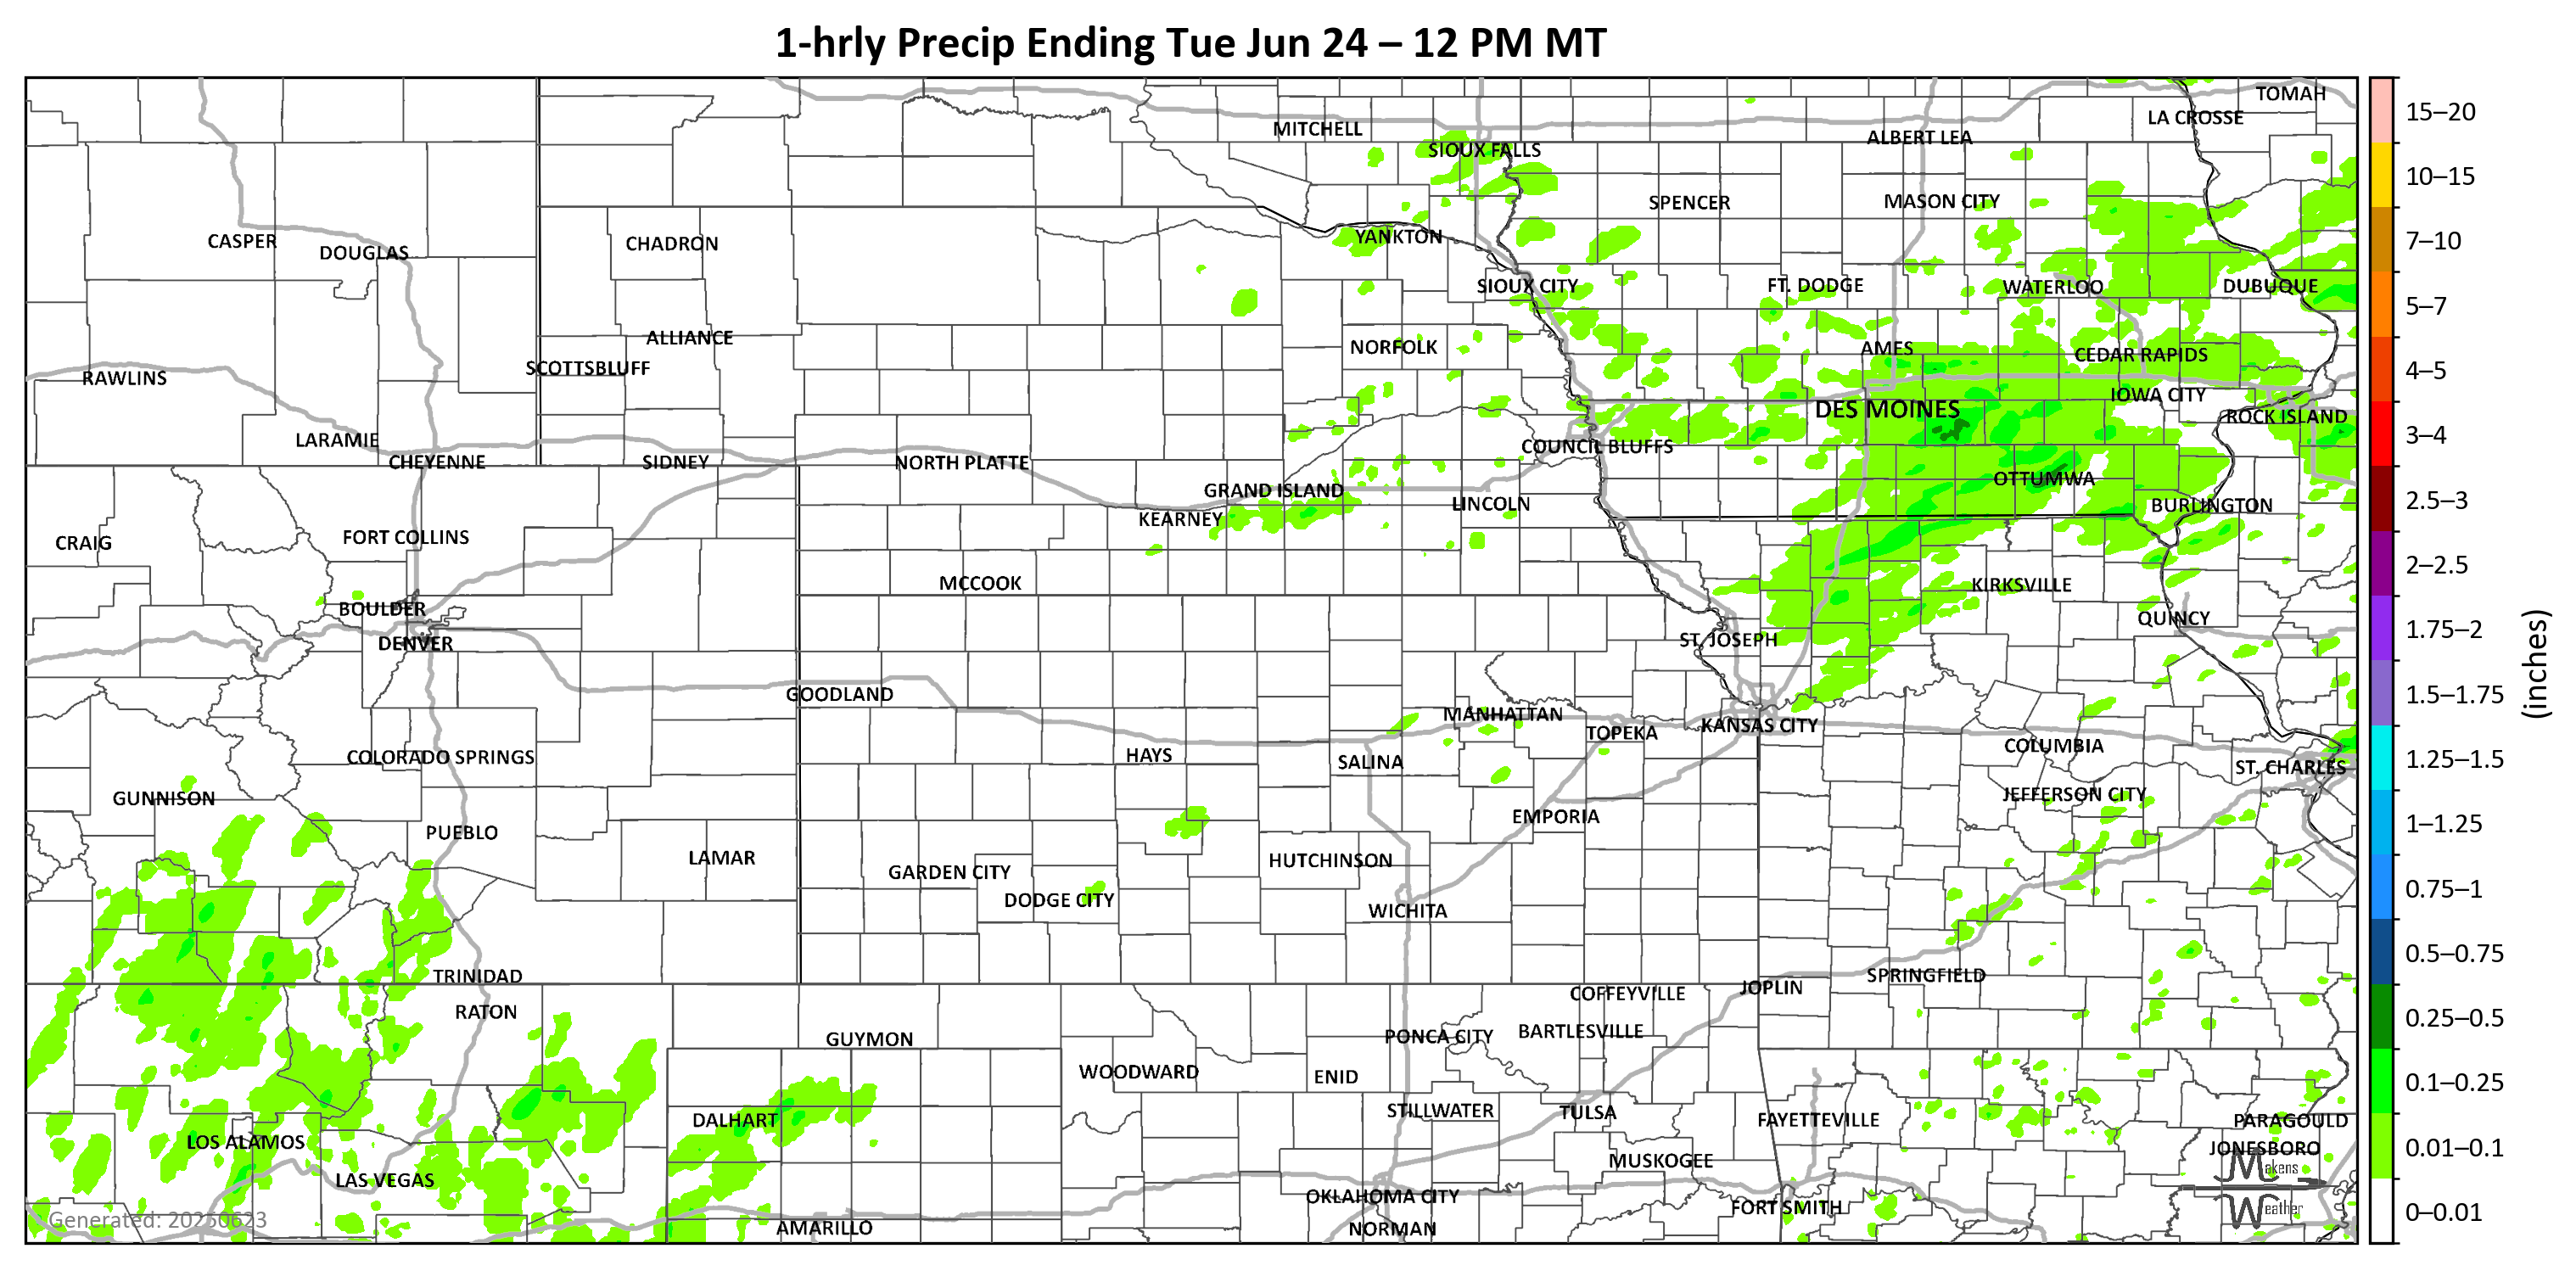 1-hrly Precip Ending Tue Jun 24 – 12 PM MT
TOMAH
LA CROSSE
MITCHELL
ALBERT LEA
SIOUX FALLS
SPENCER
MASON CITY
YANKTON
CASPER
CHADRON
DOUGLAS
SIOUX CITY
FT. DODGE
WATERLOO
DUBUQUE
ALLIANCE
NORFOLK
AMES
CEDAR RAPIDS
SCOTTSBLUFF
RAWLINS
IOWA CITY
DES MOINES
ROCK ISLAND
LARAMIE
COUNCIL BLUFFS
CHEYENNE
SIDNEY
NORTH PLATTE
OTTUMWA
GRAND ISLAND
LINCOLN
BURLINGTON
KEARNEY
FORT COLLINS
CRAIG
MCCOOK
KIRKSVILLE
BOULDER
QUINCY
DENVER
ST. JOSEPH
GOODLAND
MANHATTAN
KANSAS CITY
TOPEKA
COLUMBIA
COLORADO SPRINGS
HAYS
SALINA
ST. CHARLES
GUNNISON
JEFFERSON CITY
EMPORIA
PUEBLO
LAMAR
HUTCHINSON
GARDEN CITY
DODGE CITY
WICHITA
TRINIDAD
SPRINGFIELD
JOPLIN
COFFEYVILLE
RATON
GUYMON
PONCA CITY
BARTLESVILLE
WOODWARD
ENID
STILLWATER
TULSA
DALHART
FAYETTEVILLE
PARAGOULD
LOS ALAMOS
JONESBORO
MUSKOGEE
LAS VEGAS
OKLAHOMA CITY
FORT SMITH
AMARILLO
NORMAN
Generated: 20250623
Makens
Weather
15–20
10–15
7–10
5–7
4–5
3–4
2.5–3
2–2.5
1.75–2
1.5–1.75
1.25–1.5
1–1.25
0.75–1
0.5–0.75
0.25–0.5
0.1–0.25
0.01–0.1
0–0.01
(inches)